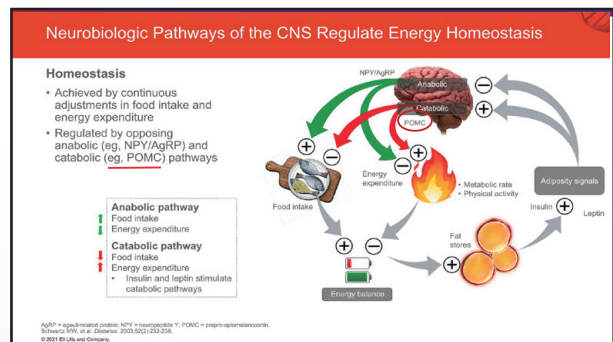 Neurobiologic Pathways of the CNS Regulate Energy Homeostasis
Homeostasis
• Achieved by continuous
adjustments in food intake and
energy expenditure
• Regulated by opposing
anabolic (eg, NPY/AgRP) and
catabolic (eg, POMC) pathways
Anabolic pathway
Food intake
Energy expenditure
Catabolic pathway
Food intake
Energy expenditure
• Insulin and leptin stimulate
catabolic pathways
NPY/AgRP
Anabolic
Catabolic
POMC
Food intake
Energy
expenditure
• Metabolic rate
• Physical activity
Adiposity signals
Insulin
Leptin
Fat
stores
Energy balance
AgRP = agouti-related protein; NPY = neuropeptide Y; POMC = prepro-opiomelanocortin.
Schwartz MW, et al. Diabetes. 2003;52(2):232-238.
© 2021 Eli Lilly and Company.